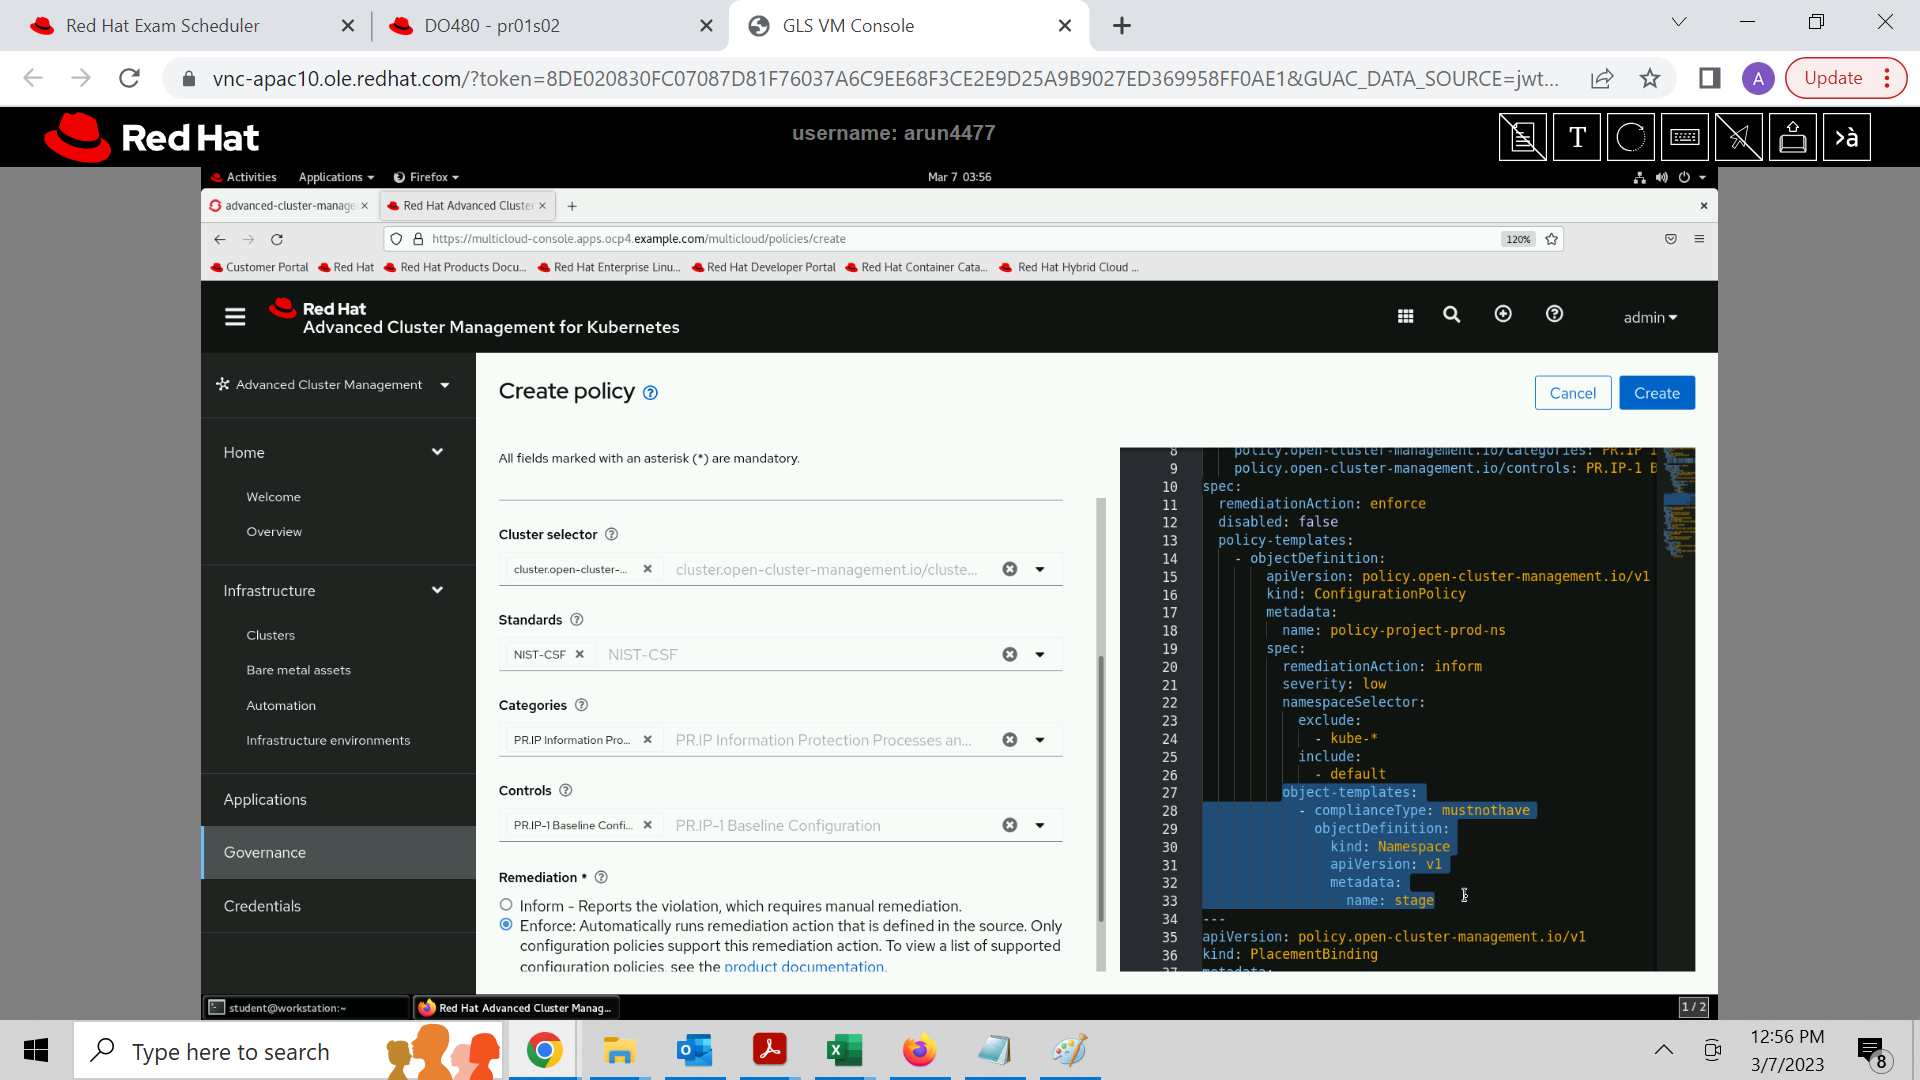 Red Hat Exam Scheduler
DO480 - pr01s02
GLS VM Console
vnc-apac10.ole.redhat.com/?token=8DE020830FC07087D81F76037A6C9EE68F3CE2E9D25A9B9027ED369958FF0AE1&GUAC_DATA_SOURCE=jwt...
A
Update
Red Hat
username: arun4477
T
>à
Activities
Applications
Firefox
Mar 7 03:56
advanced-cluster-manage
Red Hat Advanced Cluster
https://multicloud-console.apps.ocp4.example.com/multicloud/policies/create
120%
Customer Portal
Red Hat
Red Hat Products Docu...
Red Hat Enterprise Linu...
Red Hat Developer Portal
Red Hat Container Cata...
Red Hat Hybrid Cloud ...
Red Hat
Advanced Cluster Management for Kubernetes
admin
Advanced Cluster Management
Home
Welcome
Overview
Infrastructure
Clusters
Bare metal assets
Automation
Infrastructure environments
Applications
Governance
Credentials
Create policy
Cancel
Create
All fields marked with an asterisk (*) are mandatory.
Cluster selector
cluster.open-cluster-...
cluster.open-cluster-management.io/cluste...
Standards
NIST-CSF
NIST-CSF
Categories
PR.IP Information Pro...
PR.IP Information Protection Processes an...
Controls
PR.IP-1 Baseline Confi...
PR.IP-1 Baseline Configuration
Remediation *
Inform - Reports the violation, which requires manual remediation.
Enforce: Automatically runs remediation action that is defined in the source. Only
configuration policies support this remediation action. To view a list of supported
configuration policies, see the product documentation.
8 policy.open-cluster-management.io/categories: PR.IP
9 policy.open-cluster-management.io/controls: PR.IP-1 B
10 spec:
11 remediationAction: enforce
12 disabled: false
13 policy-templates:
14 - objectDefinition:
15 apiVersion: policy.open-cluster-management.io/v1
16 kind: ConfigurationPolicy
17 metadata:
18 name: policy-project-prod-ns
19 spec:
20 remediationAction: inform
21 severity: low
22 namespaceSelector:
23 exclude:
24 - kube-*
25 include:
26 - default
27 object-templates:
28 - complianceType: mustnothave
29 objectDefinition:
30 kind: Namespace
31 apiVersion: v1
32 metadata:
33 name: stage
34 ---
35 apiVersion: policy.open-cluster-management.io/v1
36 kind: PlacementBinding
37 metadata:
student@workstation:~
Red Hat Advanced Cluster Manag...
1 / 2
Type here to search
12:56 PM
3/7/2023
8